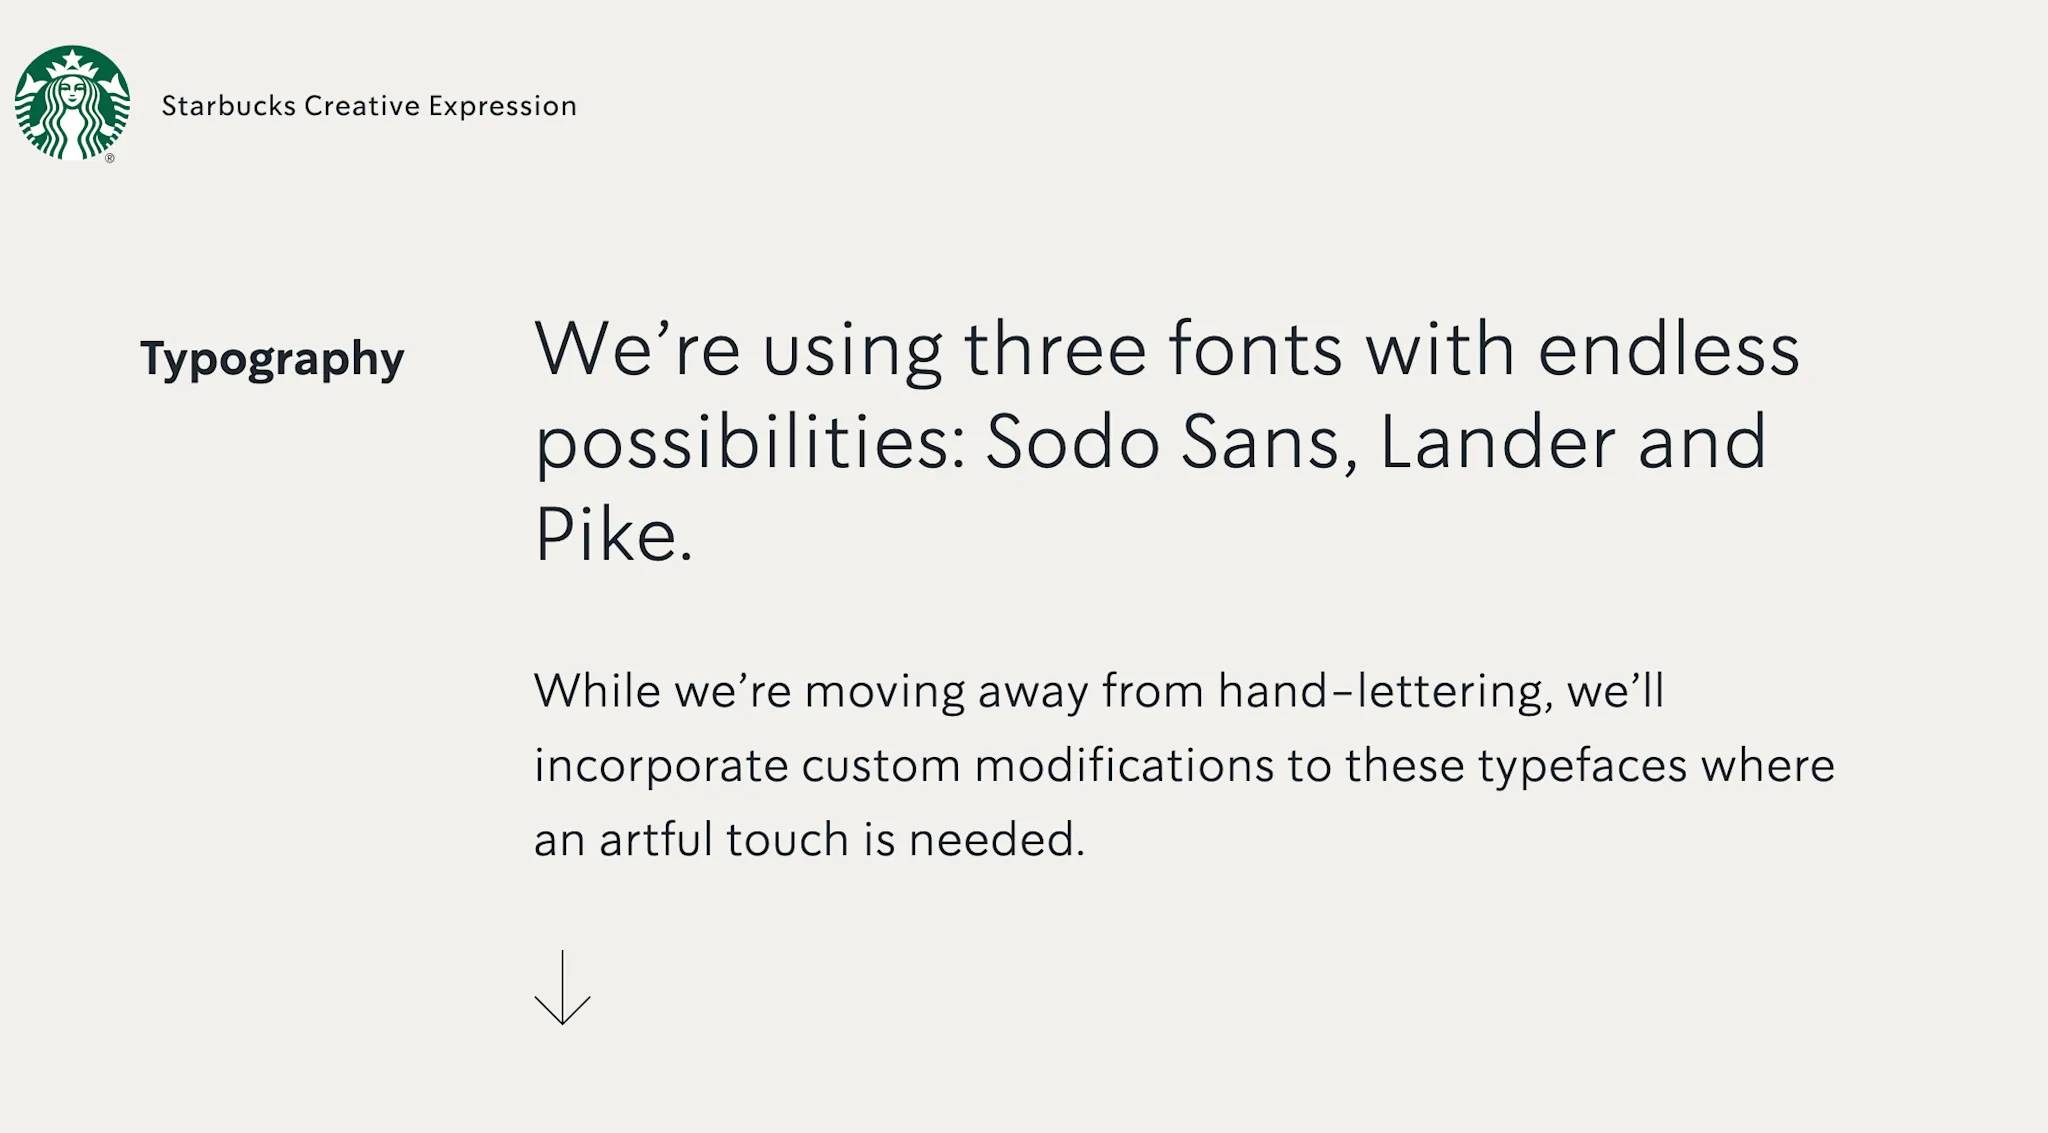 Starbucks Creative Expression
®
Typography
We’re using three fonts with endless
possibilities: Sodo Sans, Lander and
Pike.
While we’re moving away from hand-lettering, we’ll
incorporate custom modifications to these typefaces where
an artful touch is needed.